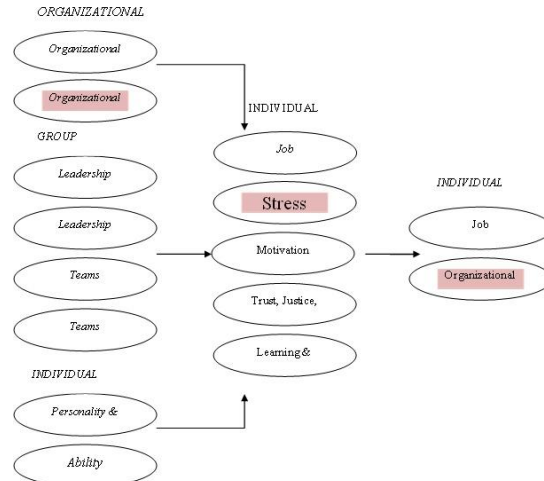 ORGANIZATIONAL
Organizational
Organizational
GROUP
Leadership
Leadership
Teams
Teams
INDIVIDUAL
Personality &
Ability
INDIVIDUAL
Job
Stress
Motivation
Trust, Justice,
Learning &
INDIVIDUAL
Job
Organizational